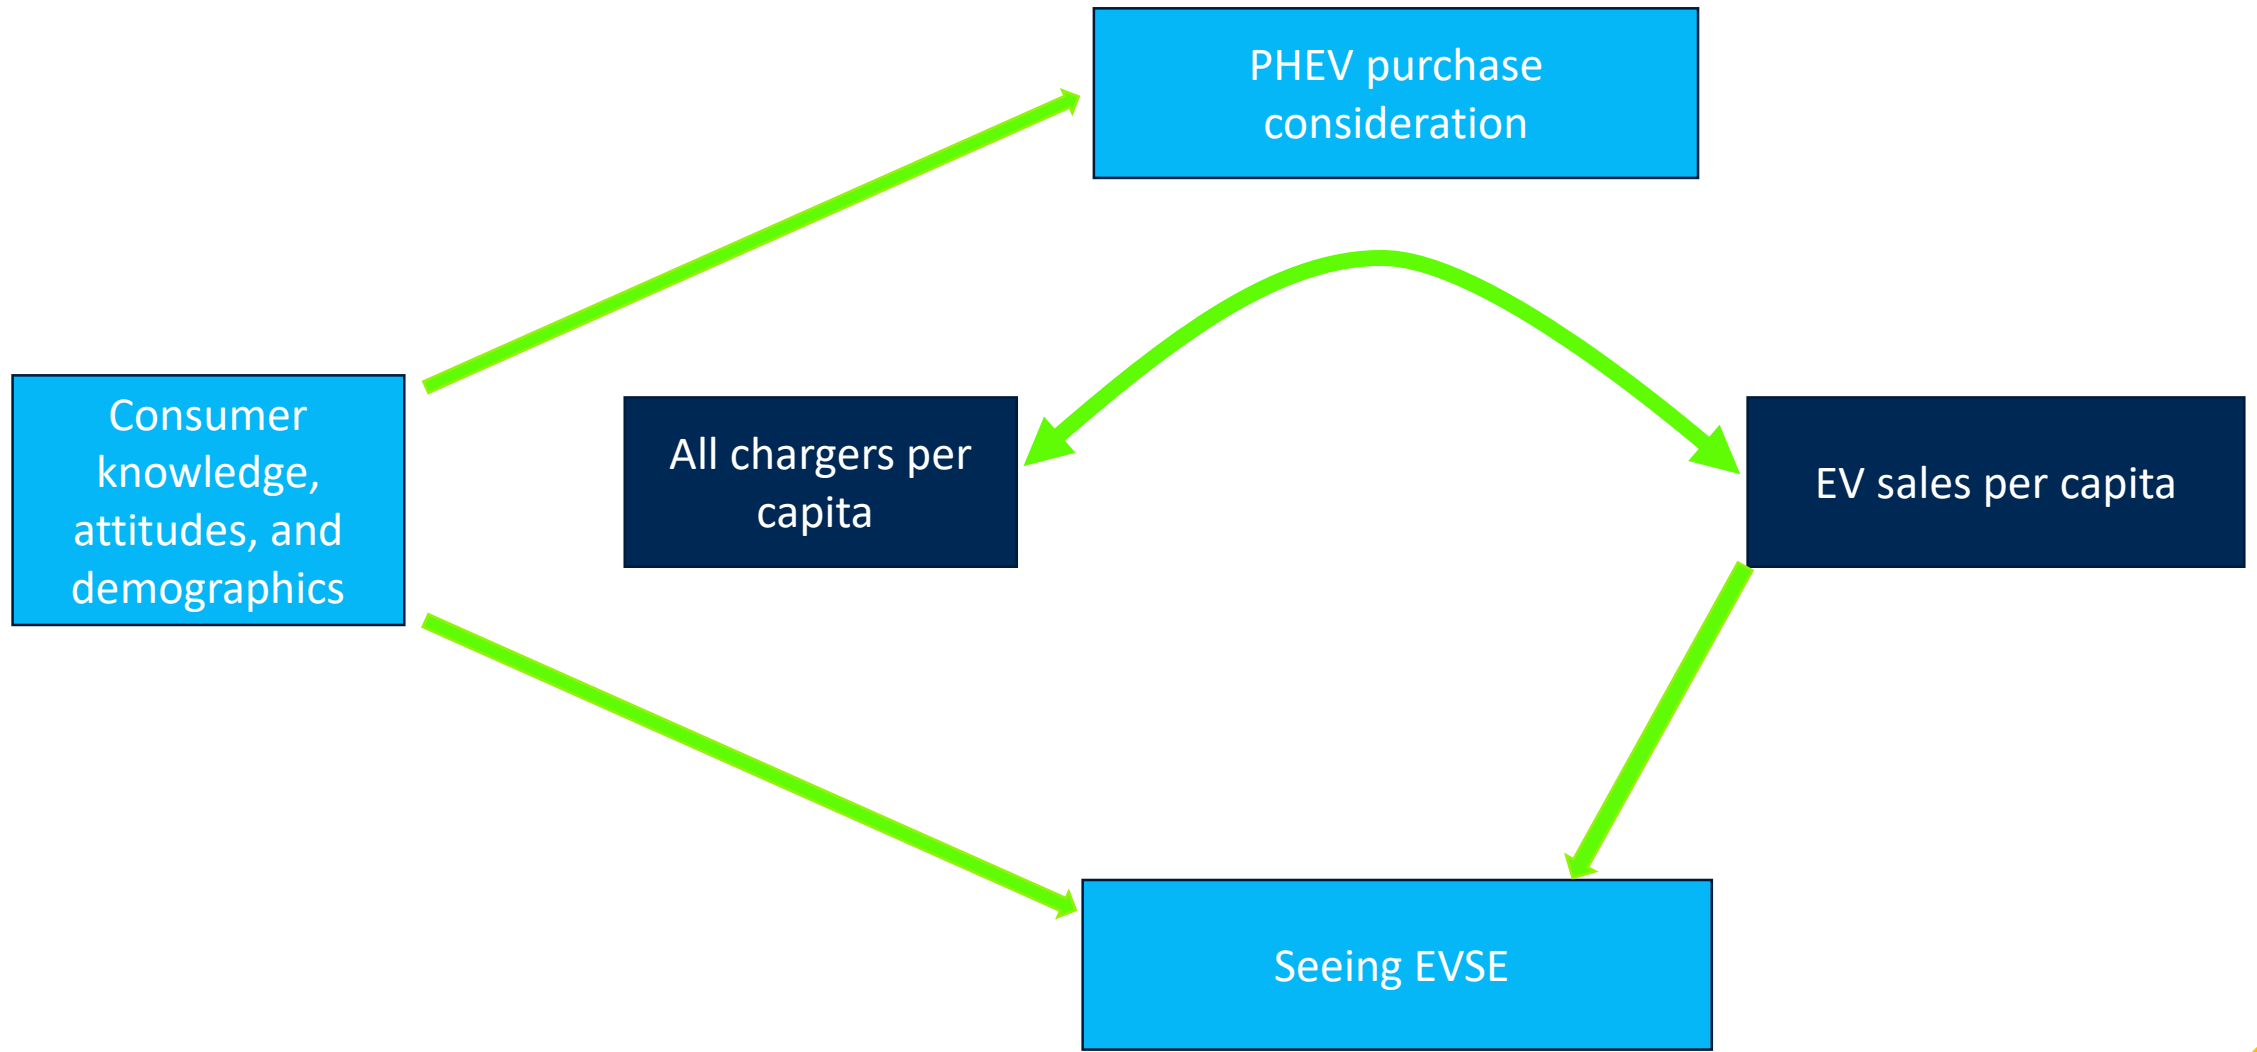 PHEV purchase
consideration
Consumer
knowledge,
attitudes, and
demographics
All chargers per
capita
EV sales per capita
Seeing EVSE